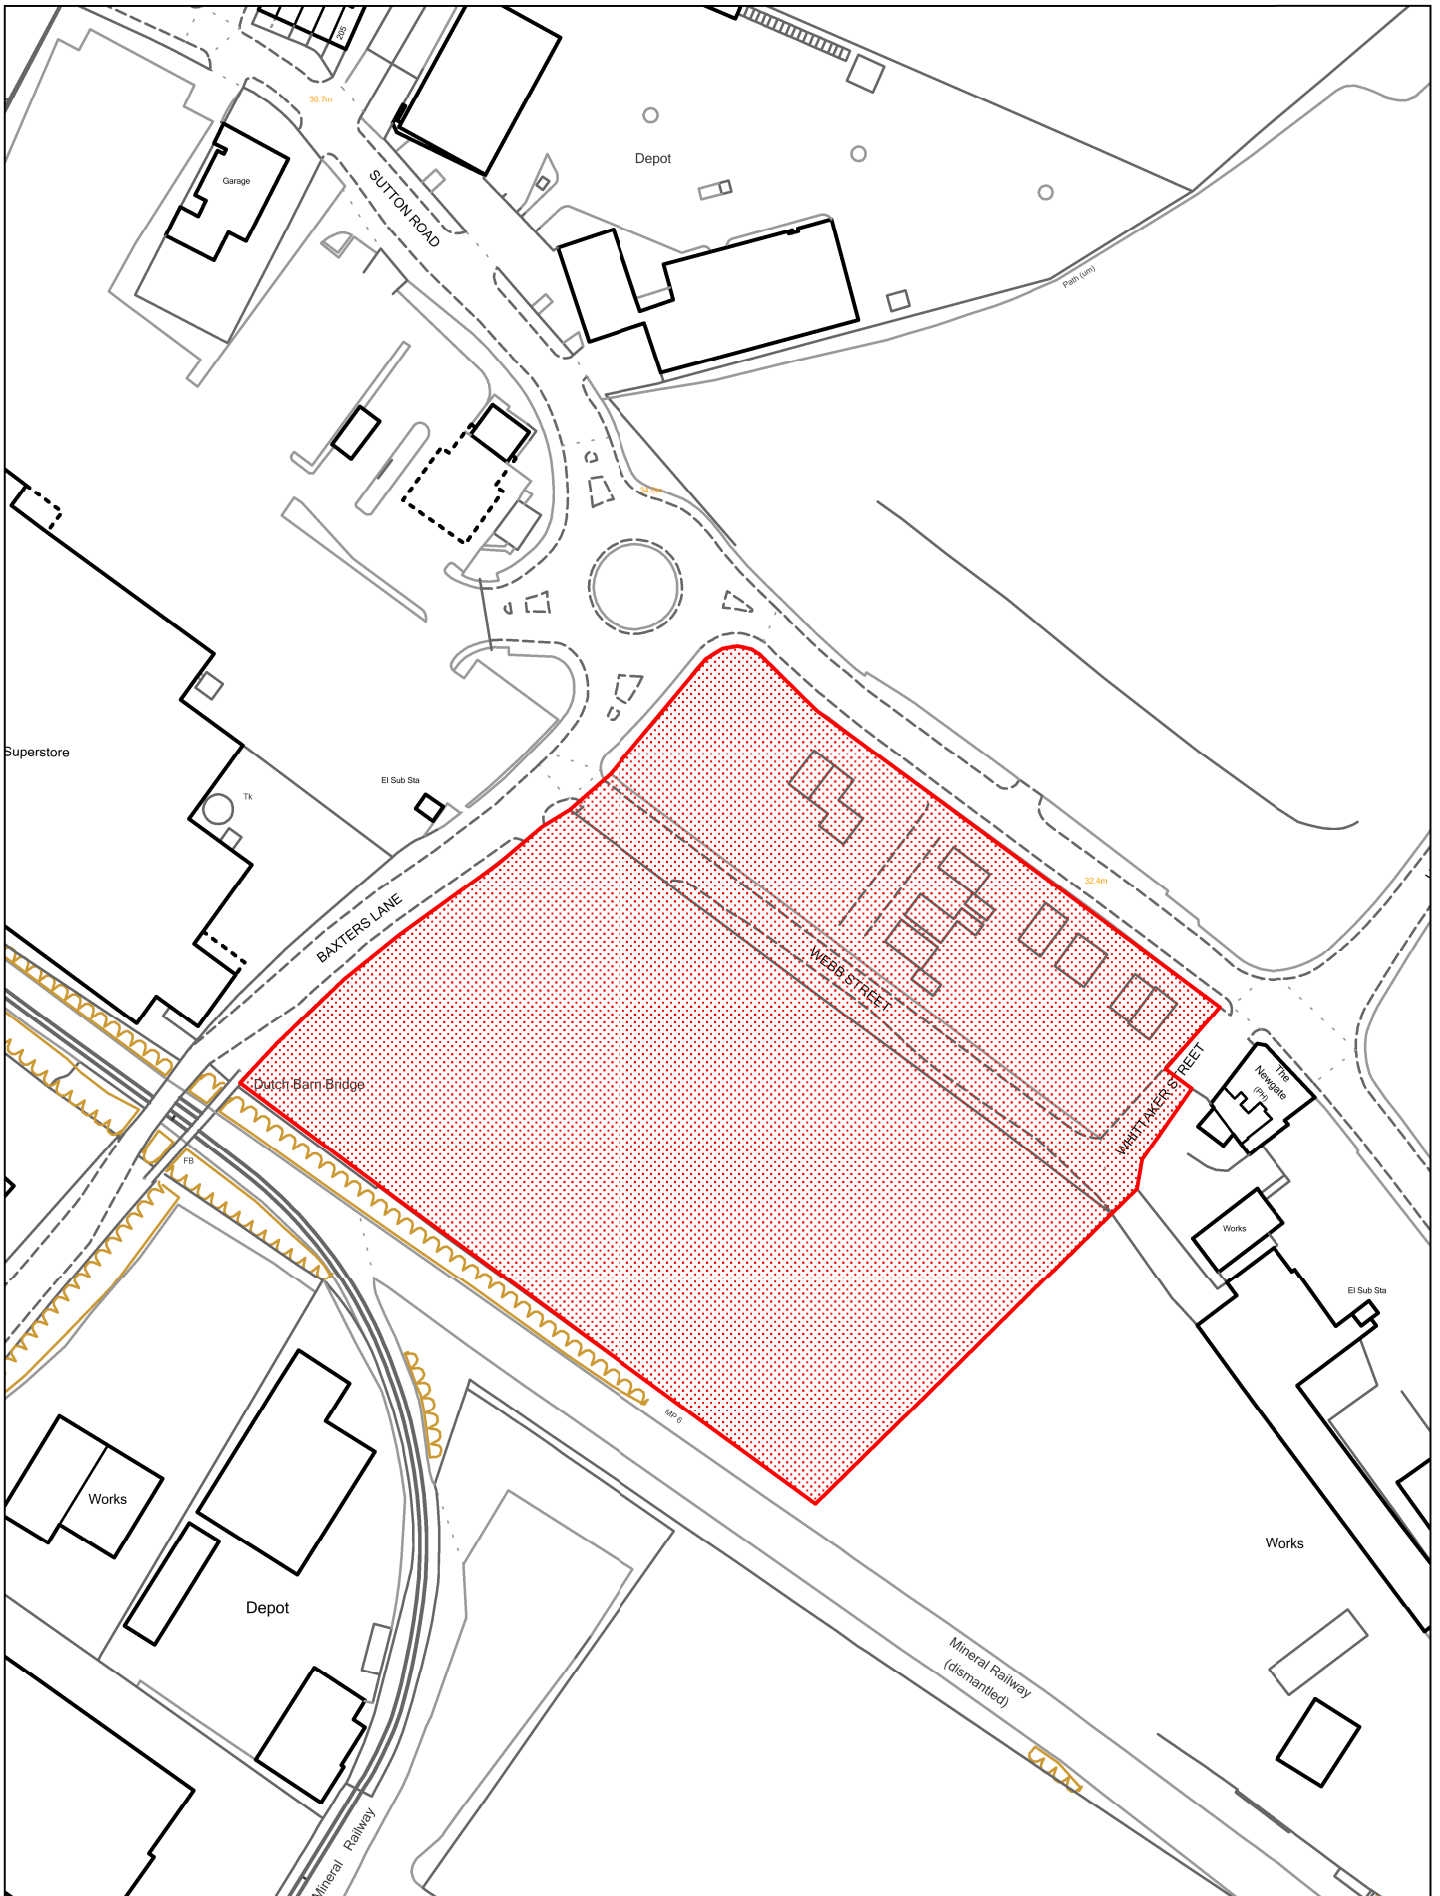 205
30.7m
Depot
Garage
SUTTON ROAD
Path (um)
Superstore
El Sub Sta
Tk
32.4m
BAXTERS LANE
WEBB STREET
WHITTAKER STREET
The
Newgate
(PH)
Dutch Barn Bridge
FB
Works
El Sub Sta
MP 6
Works
Works
Depot
Mineral Railway
(dismantled)
Mineral Railway